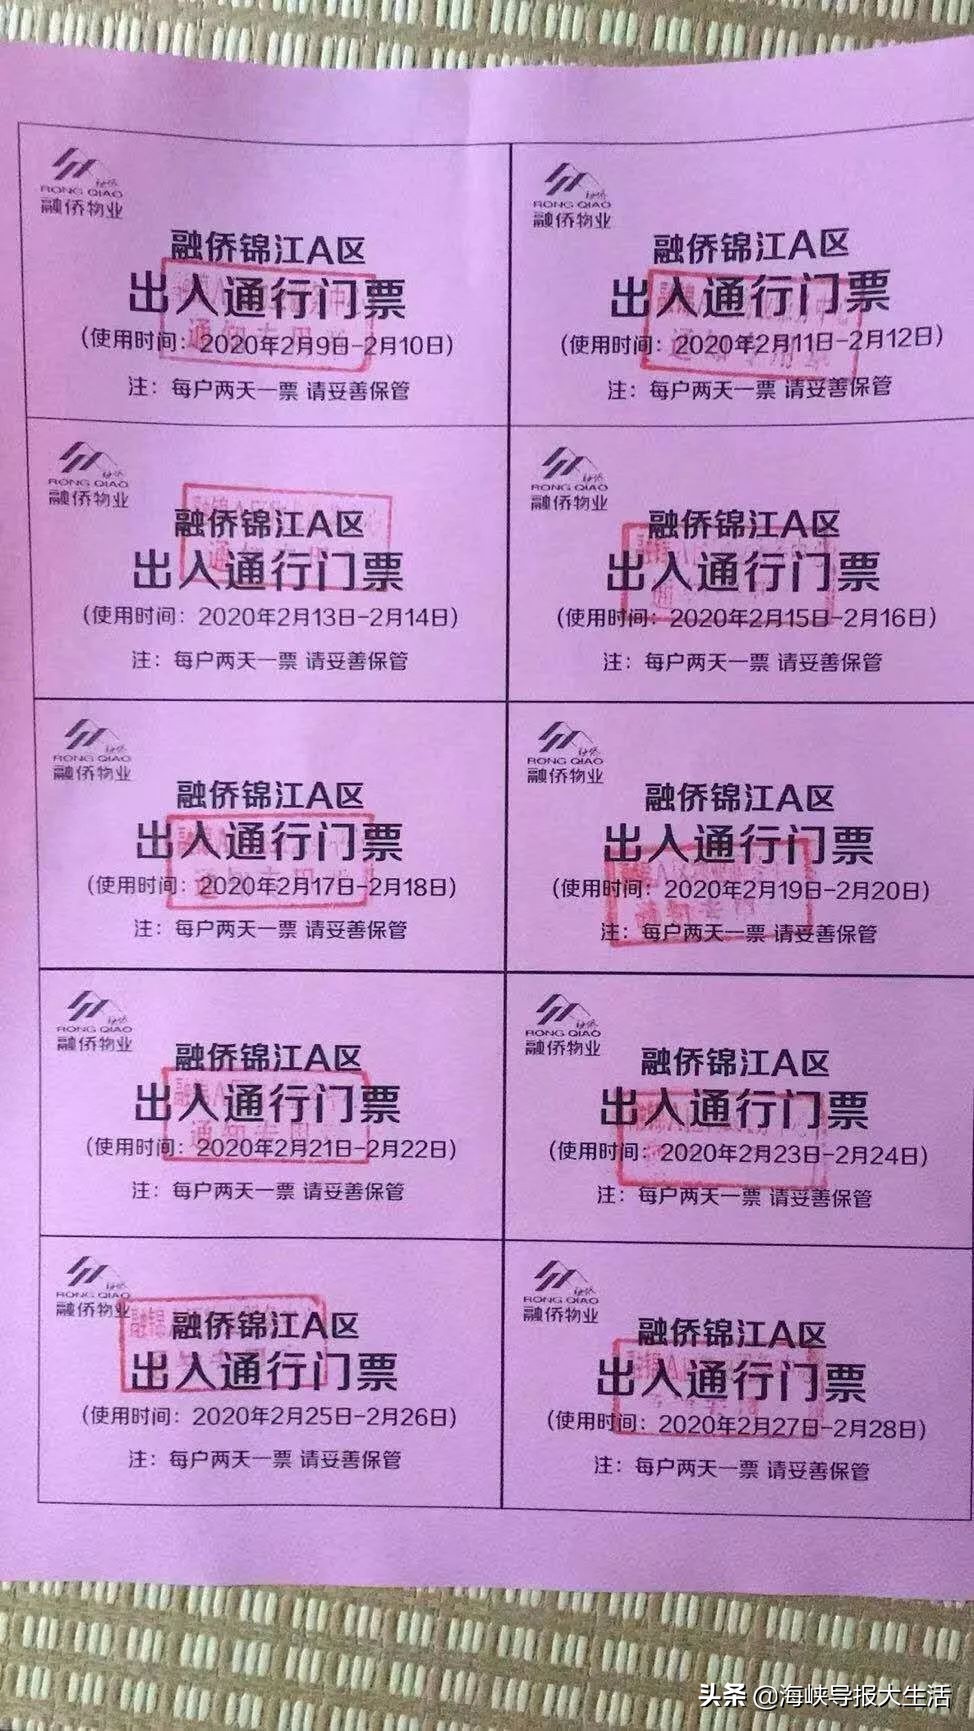 融侨
RONG QIAO
融侨物业
融侨锦江A区
出入通行门票
(使用时间：2020年2月9日-2月10日)
注：每户两天一票 请妥善保管
融侨
RONG QIAO
融侨物业
融侨锦江A区
出入通行门票
(使用时间：2020年2月11日-2月12日)
注：每户两天一票 请妥善保管
融侨
RONG QIAO
融侨物业
融侨锦江A区
出入通行门票
(使用时间：2020年2月13日-2月14日)
注：每户两天一票 请妥善保管
融侨
RONG QIAO
融侨物业
融侨锦江A区
出入通行门票
(使用时间：2020年2月15日-2月16日)
注：每户两天一票 请妥善保管
融侨
RONG QIAO
融侨物业
融侨锦江A区
出入通行门票
(使用时间：2020年2月17日-2月18日)
注：每户两天一票 请妥善保管
融侨
RONG QIAO
融侨物业
融侨锦江A区
出入通行门票
(使用时间：2020年2月19日-2月20日)
注：每户两天一票 请妥善保管
融侨
RONG QIAO
融侨物业
融侨锦江A区
出入通行门票
(使用时间：2020年2月21日-2月22日)
注：每户两天一票 请妥善保管
融侨
RONG QIAO
融侨物业
融侨锦江A区
出入通行门票
(使用时间：2020年2月23日-2月24日)
注：每户两天一票 请妥善保管
融侨
RONG QIAO
融侨物业
融侨锦江A区
出入通行门票
(使用时间：2020年2月25日-2月26日)
注：每户两天一票 请妥善保管
融侨
RONG QIAO
融侨物业
融侨锦江A区
出入通行门票
(使用时间：2020年2月27日-2月28日)
注：每户两天一票 请妥善保管
头条 @海峡导报大生活